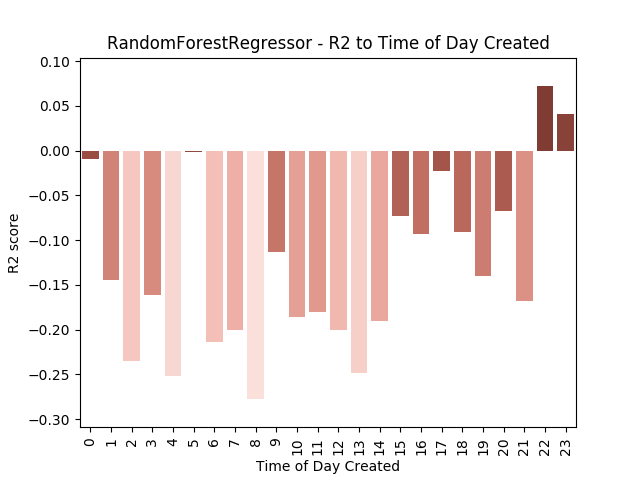 RandomForestRegressor - R2 to Time of Day Created
R2 score
0.10
0.05
0.00
−0.05
−0.10
−0.15
−0.20
−0.25
−0.30
0 1 2 3 4 5 6 7 8 9 10 11 12 13 14 15 16 17 18 19 20 21 22 23
Time of Day Created